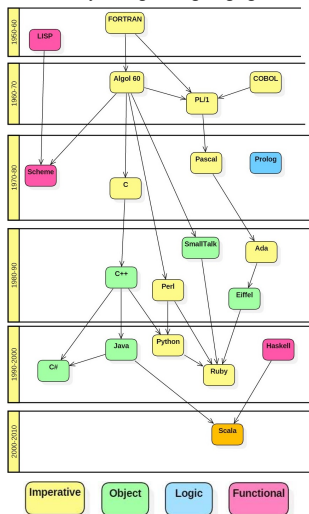 1950-60
FORTRAN
LISP
1960-70
Algol 60
COBOL
PL/1
1970-80
Pascal
Prolog
Scheme
C
1980-90
SmallTalk
Ada
C++
Perl
Eiffel
1990-2000
Python
Java
Haskell
C#
Ruby
2000-2010
Scala
Imperative
Object
Logic
Functional